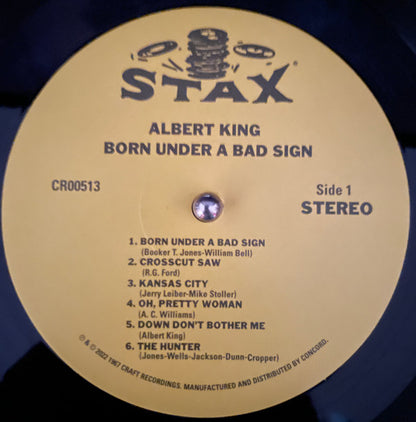 STAX
ALBERT KING
BORN UNDER A BAD SIGN
CR00513
Side 1
STEREO
1. BORN UNDER A BAD SIGN
(Booker T. Jones-William Bell)
2. CROSSCUT SAW
(R.G. Ford)
3. KANSAS CITY
(Jerry Leiber-Mike Stoller)
4. OH, PRETTY WOMAN
(A. C. Williams)
5. DOWN DON'T BOTHER ME
(Albert King)
6. THE HUNTER
(Jones-Wells-Jackson-Dunn-Cropper)
℗ & © 2022 1967 CRAFT RECORDINGS. MANUFACTURED AND DISTRIBUTED BY CONCORD.